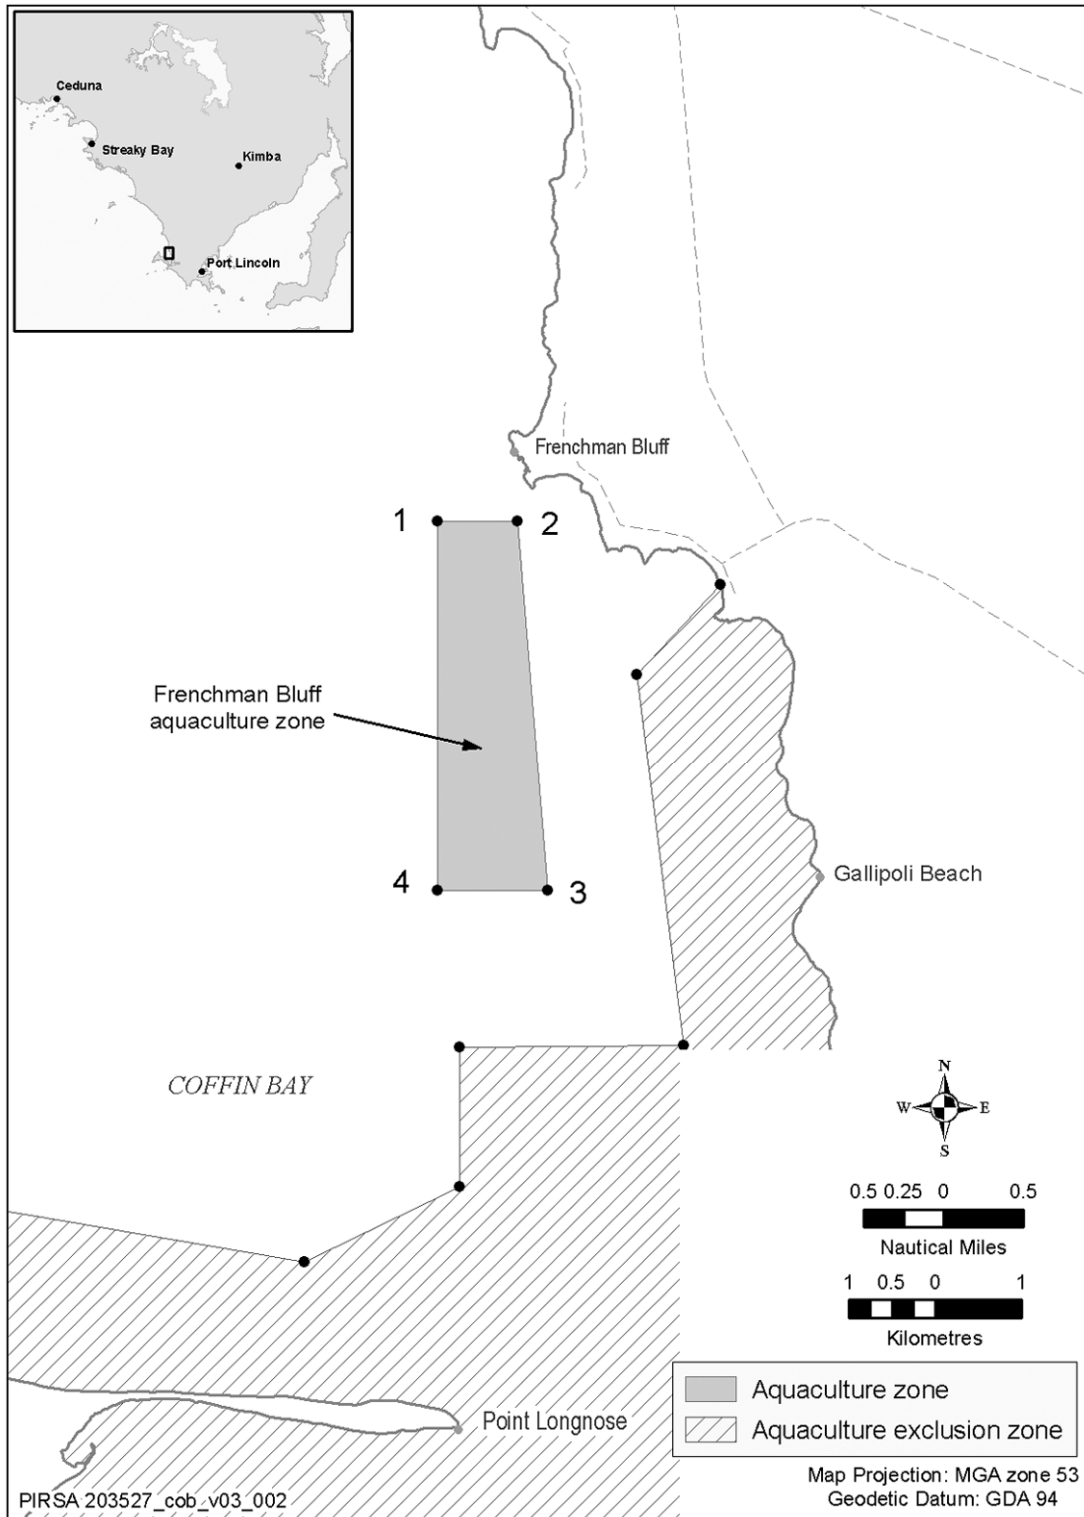 Ceduna
Streaky Bay
Kimba
Port Lincoln
Frenchman Bluff
1
2
Frenchman Bluff
aquaculture zone
4
3
Gallipoli Beach
COFFIN BAY
N
W E
S
0.5 0.25 0 0.5
Nautical Miles
1 0.5 0 1
Kilometres
Aquaculture zone
Aquaculture exclusion zone
Point Longnose
Map Projection: MGA zone 53
Geodetic Datum: GDA 94
PIRSA 203527_cob_v03_002